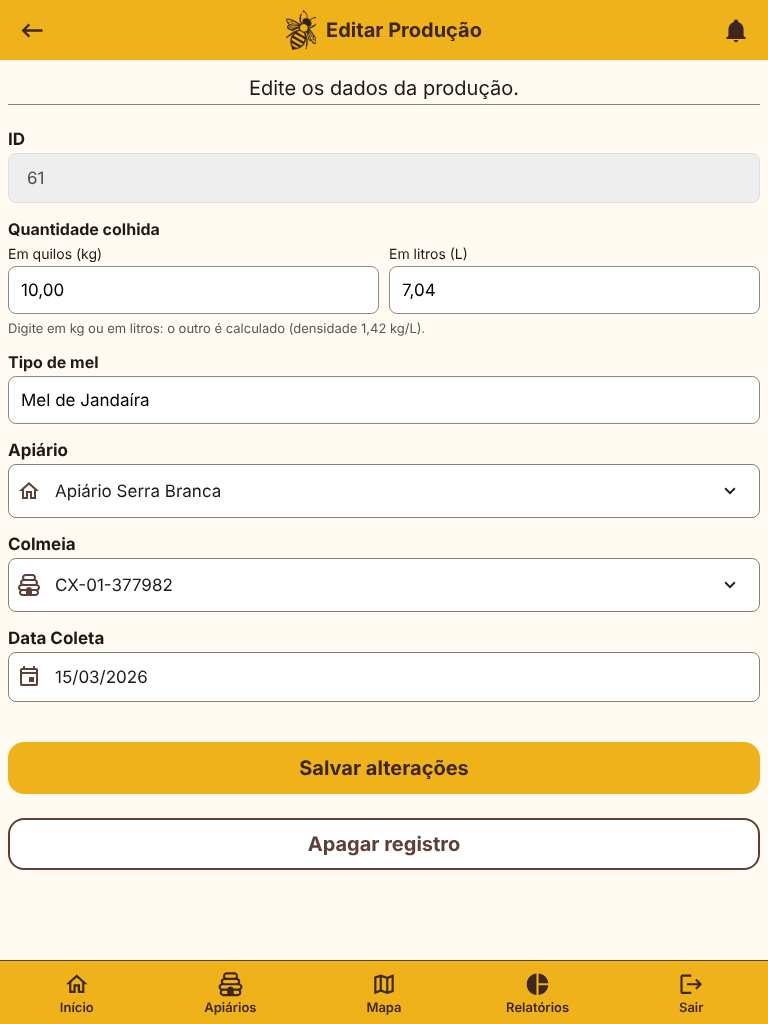 Editar Produção
Edite os dados da produção.
ID
61
Quantidade colhida
Em quilos (kg) Em litros (L)
10,00 7,04
Digite em kg ou em litros: o outro é calculado (densidade 1,42 kg/L).
Tipo de mel
Mel de Jandaíra
Apiário
Apiário Serra Branca
Colmeia
CX-01-377982
Data Coleta
15/03/2026
Salvar alterações
Apagar registro
Início Apiários Mapa Relatórios Sair